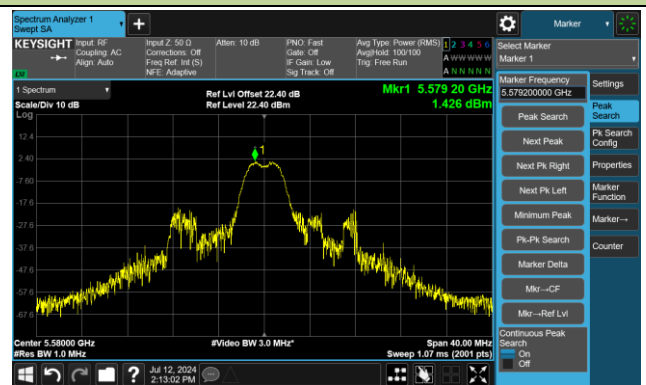 Spectrum Analyzer 1
Swept SA
+
Marker
KEYSIGHT
Input: RF
Coupling: AC
Align: Auto
Input Z: 50 Ω
Corrections: Off
Freq Ref: Int (S)
NFE: Adaptive
Atten: 10 dB
PNO: Fast
Gate: Off
IF Gain: Low
Sig Track: Off
Avg Type: Power (RMS)
Avg|Hold: 100/100
Trig: Free Run
1 2 3 4 5 6
A W W W W W
A N N N N N
Select Marker
Marker 1
1 Spectrum
Scale/Div 10 dB
Log
Ref Lvl Offset 22.40 dB
Ref Level 22.40 dBm
Mkr1 5.579 20 GHz
1.426 dBm
1
12.4
2.40
-7.60
-17.6
-27.6
-37.6
-47.6
-57.6
-67.6
Center 5.58000 GHz
#Res BW 1.0 MHz
#Video BW 3.0 MHz*
Span 40.00 MHz
Sweep 1.07 ms (2001 pts)
Marker Frequency
5.579200000 GHz
Peak Search
Next Peak
Next Pk Right
Next Pk Left
Minimum Peak
Pk-Pk Search
Marker Delta
Mkr→CF
Mkr→Ref Lvl
Continuous Peak
Search
On
Off
Settings
Peak
Search
Pk Search
Config
Properties
Marker
Function
Marker→
Counter
?
Jul 12, 2024
2:13:02 PM